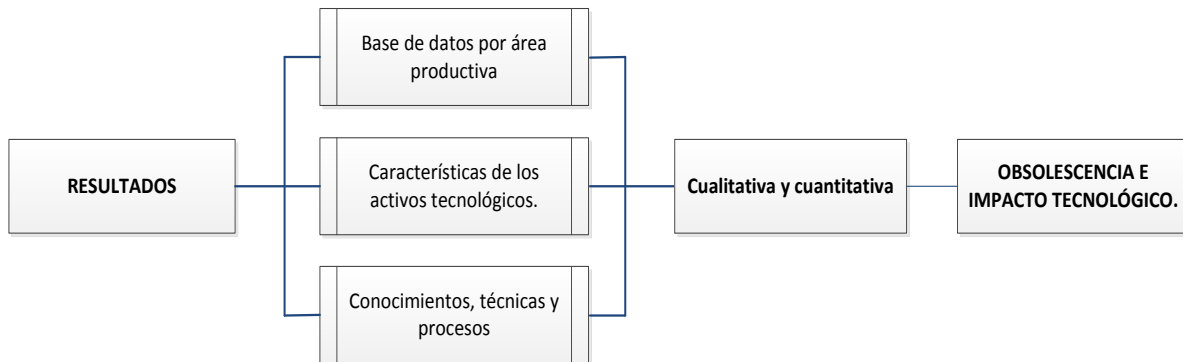 RESULTADOS
Base de datos por área
productiva
Características de los
activos tecnológicos.
Conocimientos, técnicas y
procesos
Cualitativa y cuantitativa
OBSOLESCENCIA E
IMPACTO TECNOLÓGICO.